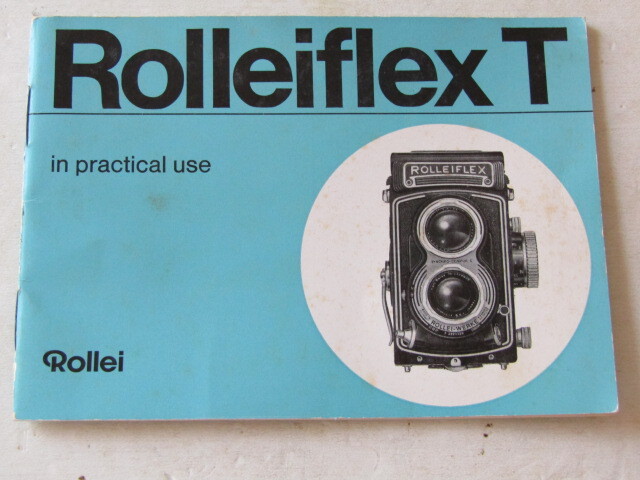 Rolleiflex T
in practical use
ROLLEIFLEX
Rollei